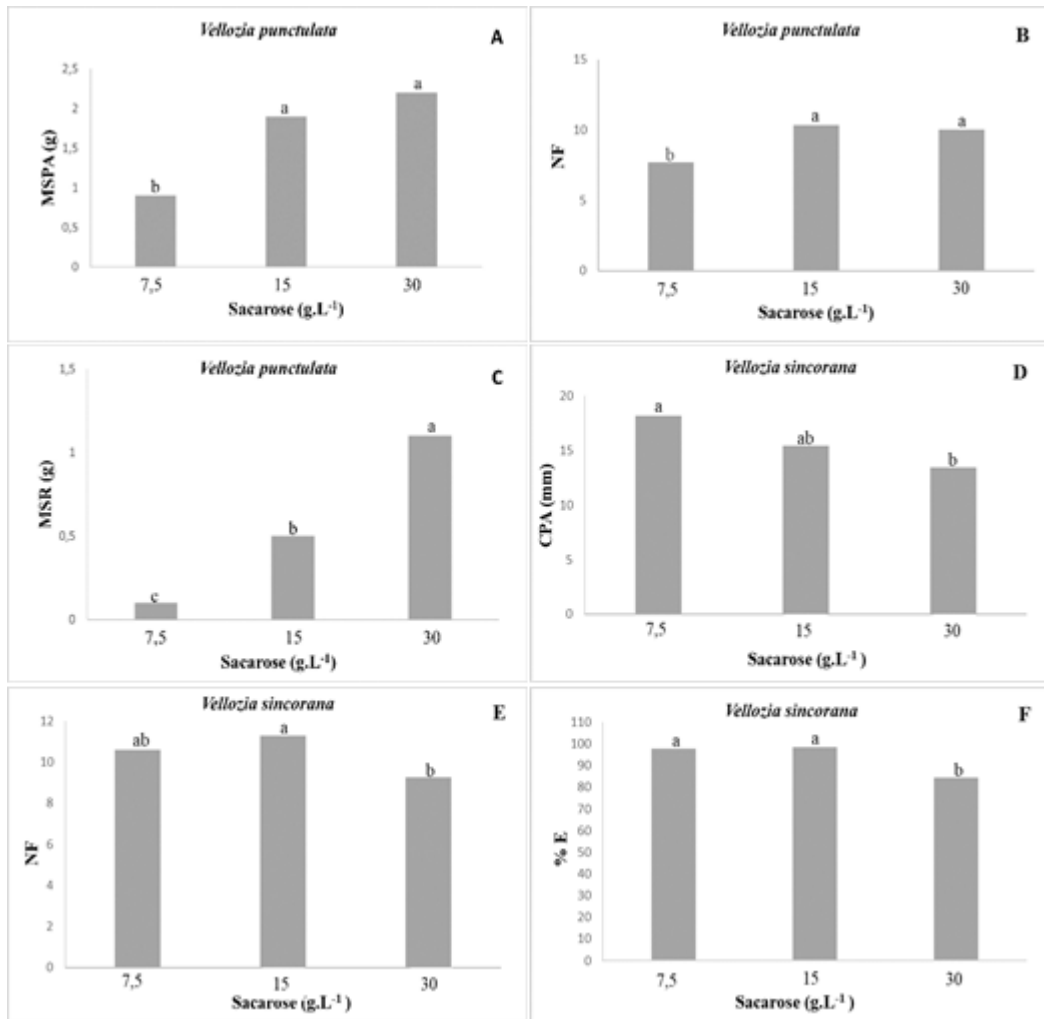 Vellozia punctulata
A
2,5
2
1,5
1
0,5
0
MSPA (g)
b
a
a
7,5
15
30
Sacarose (g.L-1)
Vellozia punctulata
B
15
10
5
0
NF
b
a
a
7,5
15
30
Sacarose (g.L-1)
Vellozia punctulata
C
1,5
1
0,5
0
MSR (g)
c
b
a
7,5
15
30
Sacarose (g.L-1)
Vellozia sincorana
D
20
15
10
5
0
CPA (mm)
a
ab
b
7,5
15
30
Sacarose (g.L-1 )
Vellozia sincorana
E
12
10
8
6
4
2
0
NF
ab
a
b
7,5
15
30
Sacarose (g.L-1 )
Vellozia sincorana
F
110
100
90
80
70
60
50
40
30
20
10
0
% E
a
a
b
7,5
15
30
Sacarose (g.L-1 )